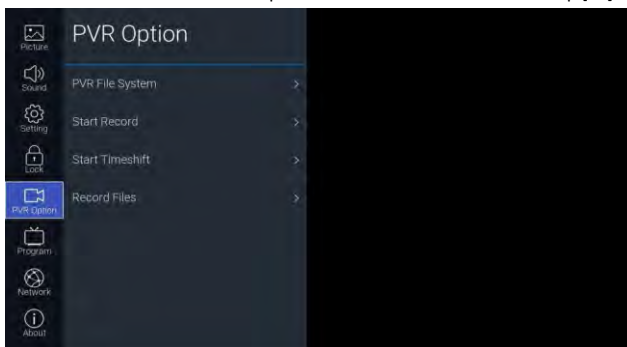 PVR Option
Picture
Sound
Setting
Lock
PVR Option
Program
Network
About
PVR File System
Start Record
Start Timeshift
Record Files